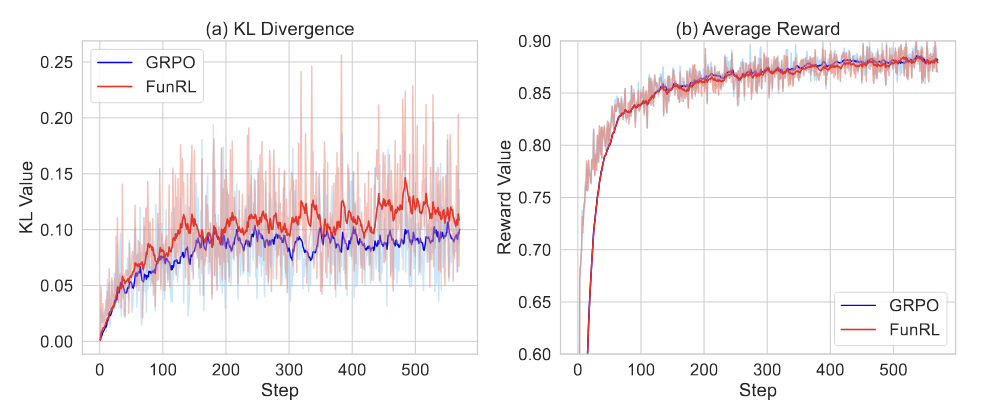 (a) KL Divergence
GRPO
FunRL
KL Value
0.25
0.20
0.15
0.10
0.05
0.00
0 100 200 300 400 500
Step
(b) Average Reward
Reward Value
0.90
0.85
0.80
0.75
0.70
0.65
0.60
GRPO
FunRL
0 100 200 300 400 500
Step